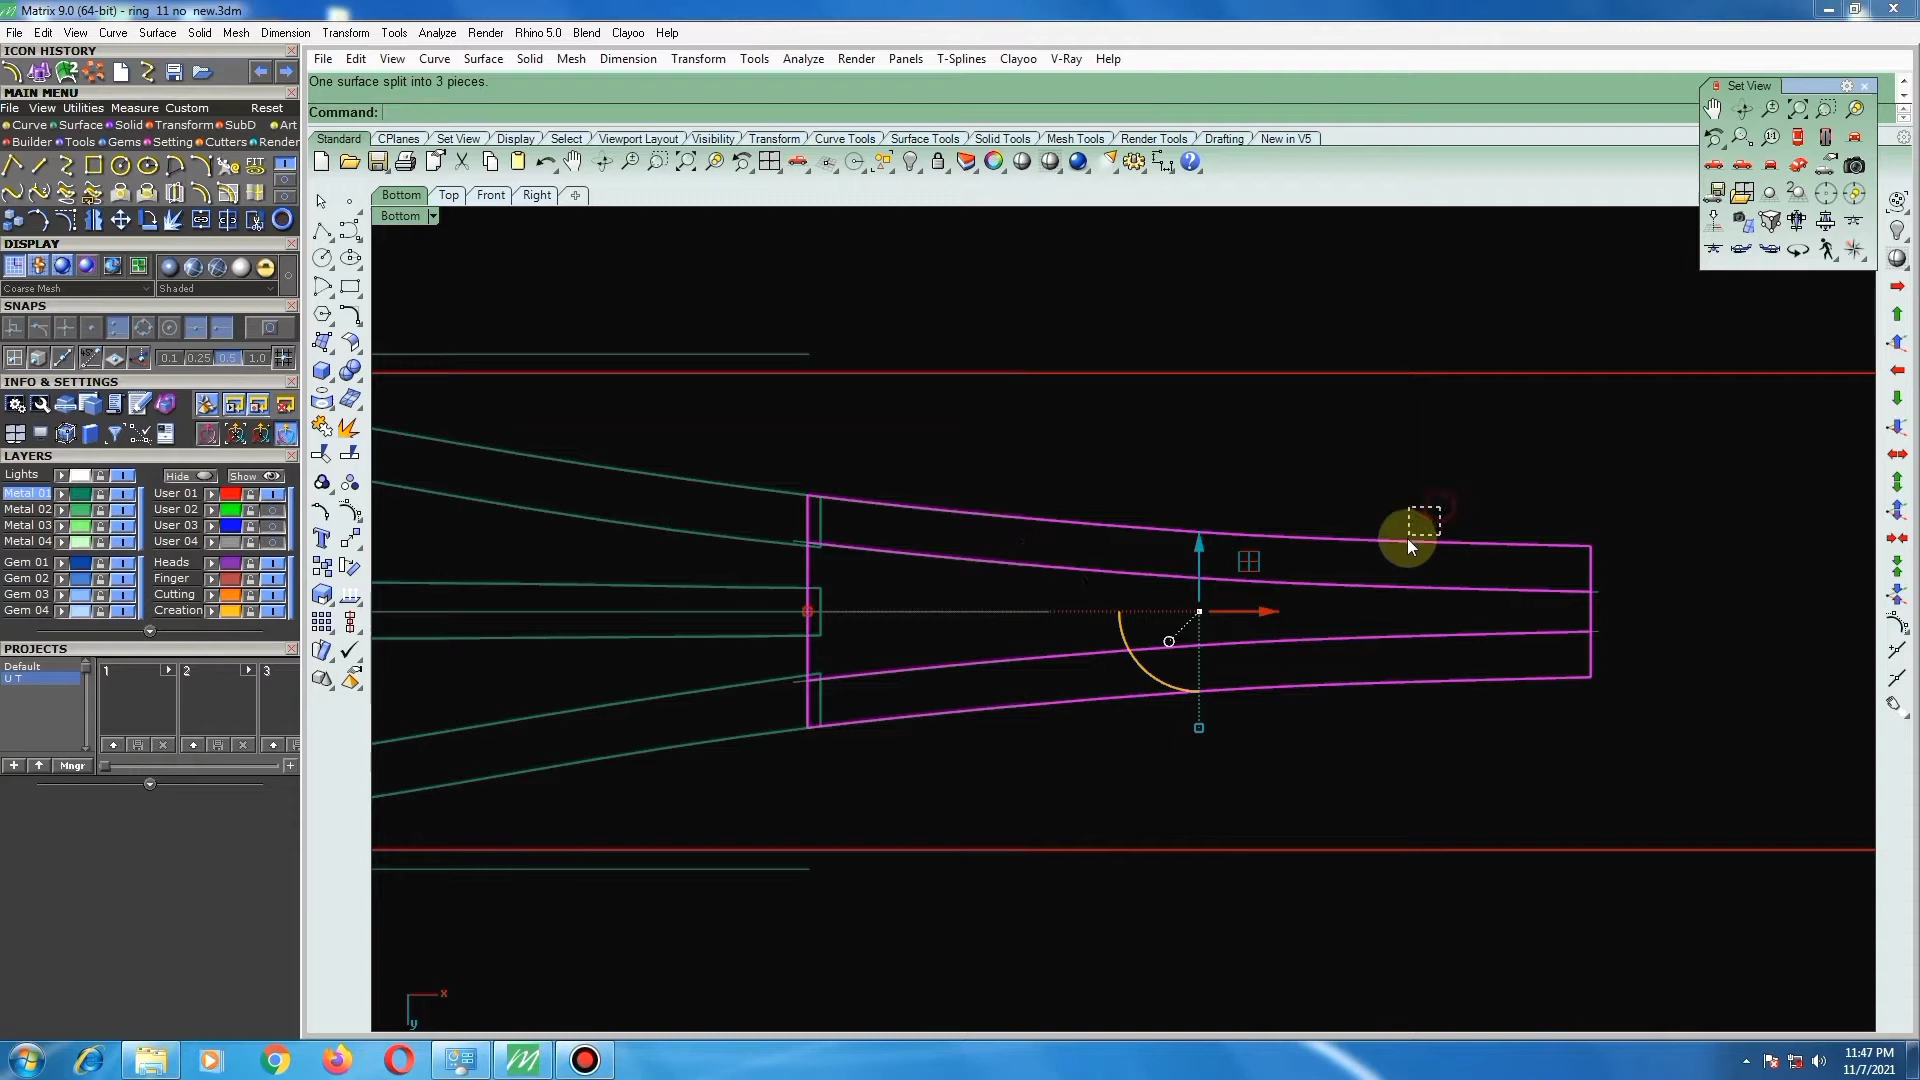 Matrix 9.0 (64-bit) - ring  11 no  new.3dm
File Edit View Curve Surface Solid Mesh Dimension Transform Tools Analyze Render Rhino 5.0 Blend Clayoo Help
ICON HISTORY
MAIN MENU
File View Utilities Measure Custom Reset
Curve Surface Solid Transform SubD Art
Builder Tools Gems Setting Cutters Render
FIT
DISPLAY
Coarse Mesh Shaded
SNAPS
0.1 0.25 0.5 1.0
INFO & SETTINGS
LAYERS
Lights Hide Show
Metal 01 User 01
Metal 02 User 02
Metal 03 User 03
Metal 04 User 04
Gem 01 Heads
Gem 02 Finger
Gem 03 Cutting
Gem 04 Creation
PROJECTS
Default
U T
1 2 3
Mngr
File Edit View Curve Surface Solid Mesh Dimension Transform Tools Analyze Render Panels T-Splines Clayoo V-Ray Help
One surface split into 3 pieces.
Command:
Standard CPlanes Set View Display Select Viewport Layout Visibility Transform Curve Tools Surface Tools Solid Tools Mesh Tools Render Tools Drafting New in V5
Bottom Top Front Right
Bottom
Set View
x
y
11:47 PM
11/7/2021